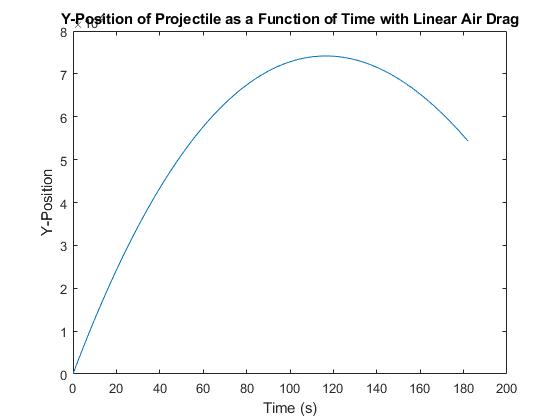 Y-Position of Projectile as a Function of Time with Linear Air Drag
8
7
6
5
4
3
2
1
0
Y-Position
0 20 40 60 80 100 120 140 160 180 200
Time (s)